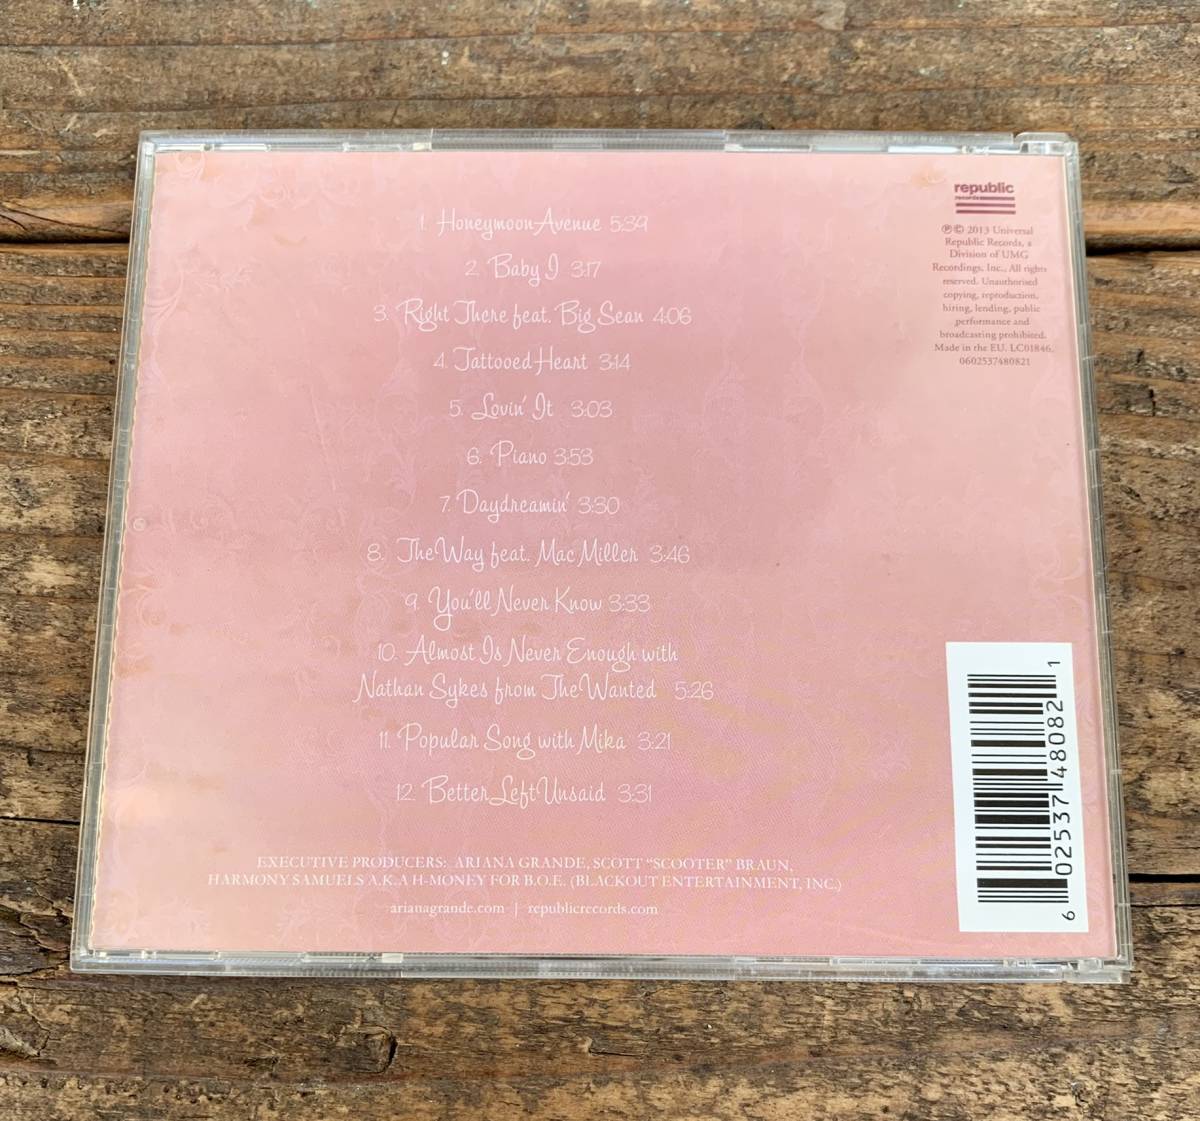 1. Honeymoon Avenue 5:39
2. Baby I 3:17
3. Right There feat. Big Sean 4:06
4. Tattooed Heart 3:14
5. Lovin' It 3:03
6. Piano 3:53
7. Daydreamin' 3:30
8. The Way feat. Mac Miller 3:46
9. You'll Never Know 3:33
10. Almost Is Never Enough with
Nathan Sykes from The Wanted 5:26
11. Popular Song with Mika 3:21
12. Better Left Unsaid 3:31
EXECUTIVE PRODUCERS: ARIANA GRANDE, SCOTT “SCOOTER” BRAUN,
HARMONY SAMUELS A.K.A H-MONEY FOR B.O.E. (BLACKOUT ENTERTAINMENT, INC.)
arianagrande.com | republicrecords.com
republic
records
℗© 2013 Universal
Republic Records, a
Division of UMG
Recordings, Inc., All rights
reserved. Unauthorised
copying, reproduction,
hiring, lending, public
performance and
broadcasting prohibited.
Made in the EU. LC01846.
0602537480821
6 02537 48082 1